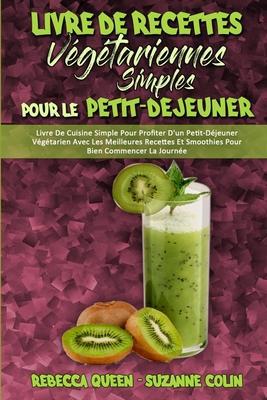 LIVRE DE RECETTES
Végétariennes
Simples
POUR LE PETIT-DEJEUNER
Livre De Cuisine Simple Pour Profiter D'un Petit-Déjeuner
Végétarien Avec Les Meilleures Recettes Et Smoothies Pour
Bien Commencer La Journée
REBECCA QUEEN - SUZANNE COLIN